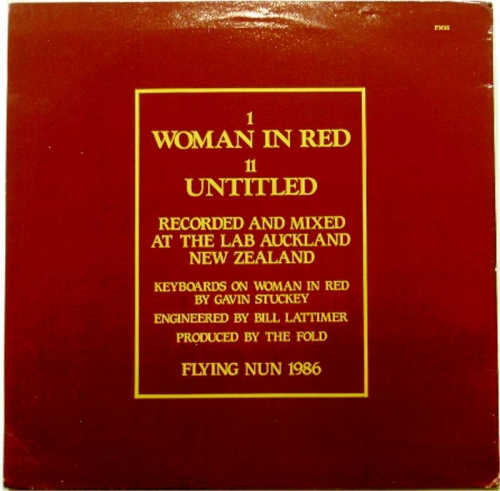 1
WOMAN IN RED
11
UNTITLED
RECORDED AND MIXED
AT THE LAB AUCKLAND
NEW ZEALAND
KEYBOARDS ON WOMAN IN RED
BY GAVIN STUCKEY
ENGINEERED BY BILL LATTIMER
PRODUCED BY THE FOLD
FLYING NUN 1986